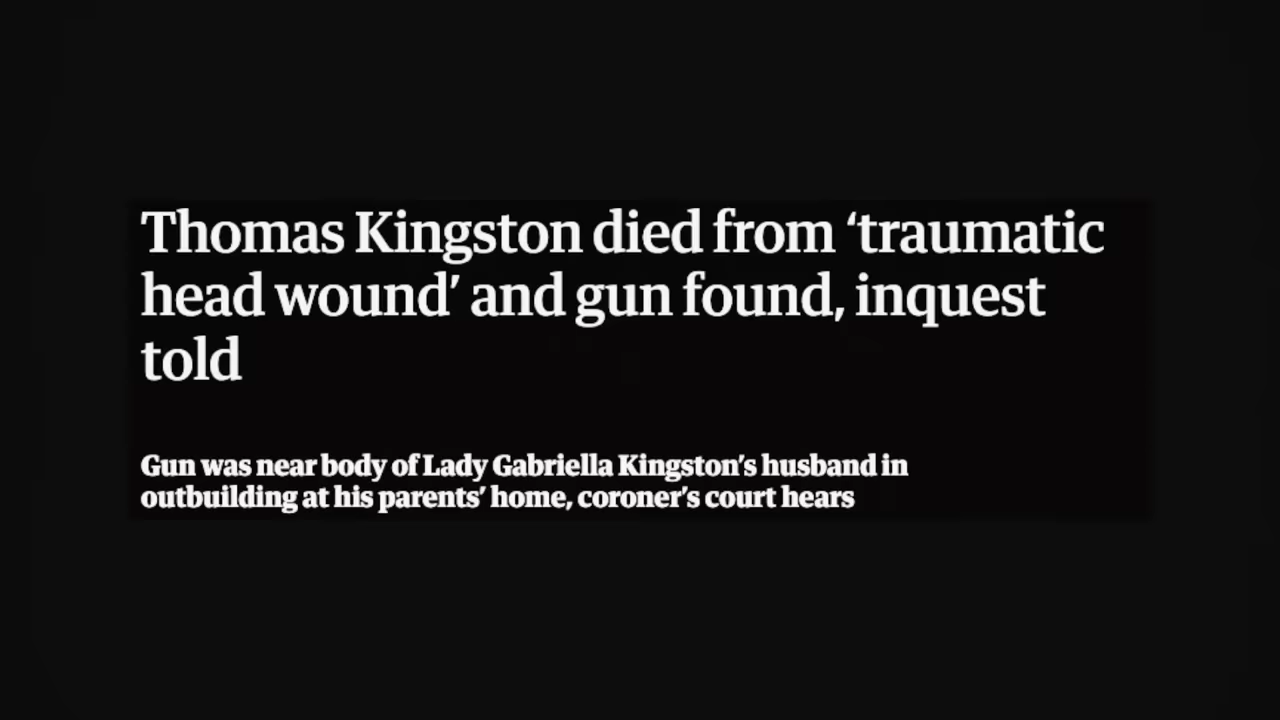 Thomas Kingston died from ‘traumatic
head wound’ and gun found, inquest
told
Gun was near body of Lady Gabriella Kingston’s husband in
outbuilding at his parents’ home, coroner’s court hears